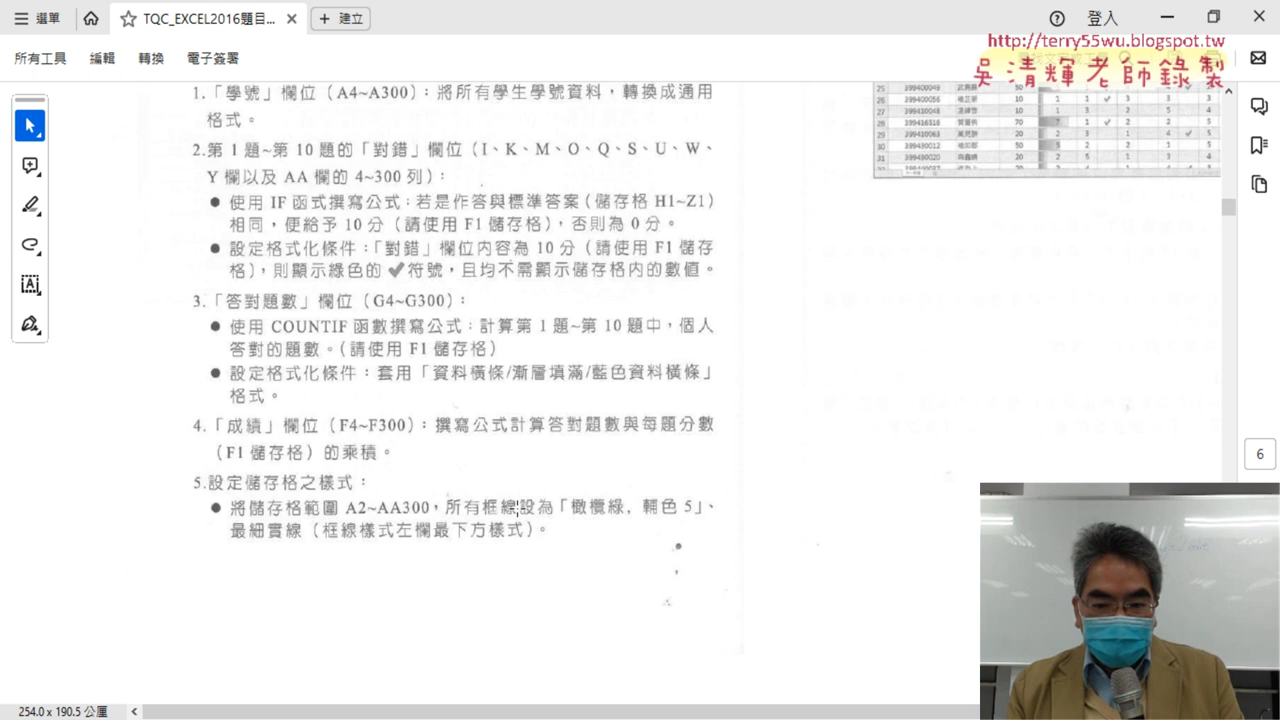 選單
TQC_EXCEL2016題目...
建立
登入
http://terry55wu.blogspot.tw
吳清輝老師錄製
所有工具
編輯
轉換
電子簽署
1.「學號」欄位（A4~A300）：將所有學生學號資料，轉換成通用
格式。
2.第 1 題~第 10 題的「對錯」欄位（I、K、M、O、Q、S、U、W、
Y 欄以及 AA 欄的 4~300 列）：
● 使用 IF 函式撰寫公式：若是作答與標準答案（儲存格 H1~Z1）
相同，便給予 10 分（請使用 F1 儲存格），否則為 0 分。
● 設定格式化條件：「對錯」欄位內容為 10 分（請使用 F1 儲存
格），則顯示綠色的 ✔符號，且均不需顯示儲存格內的數值。
3.「答對題數」欄位（G4~G300）：
● 使用 COUNTIF 函數撰寫公式：計算第 1 題~第 10 題中，個人
答對的題數。（請使用 F1 儲存格）
● 設定格式化條件：套用「資料橫條/漸層填滿/藍色資料橫條」
格式。
4.「成績」欄位（F4~F300）：撰寫公式計算答對題數與每題分數
（F1 儲存格）的乘積。
5.設定儲存格之樣式：
● 將儲存格範圍 A2~AA300，所有框線設為「橄欖綠, 輔色 5」、
最細實線（框線樣式左欄最下方樣式）。
6
254.0 x 190.5 公厘